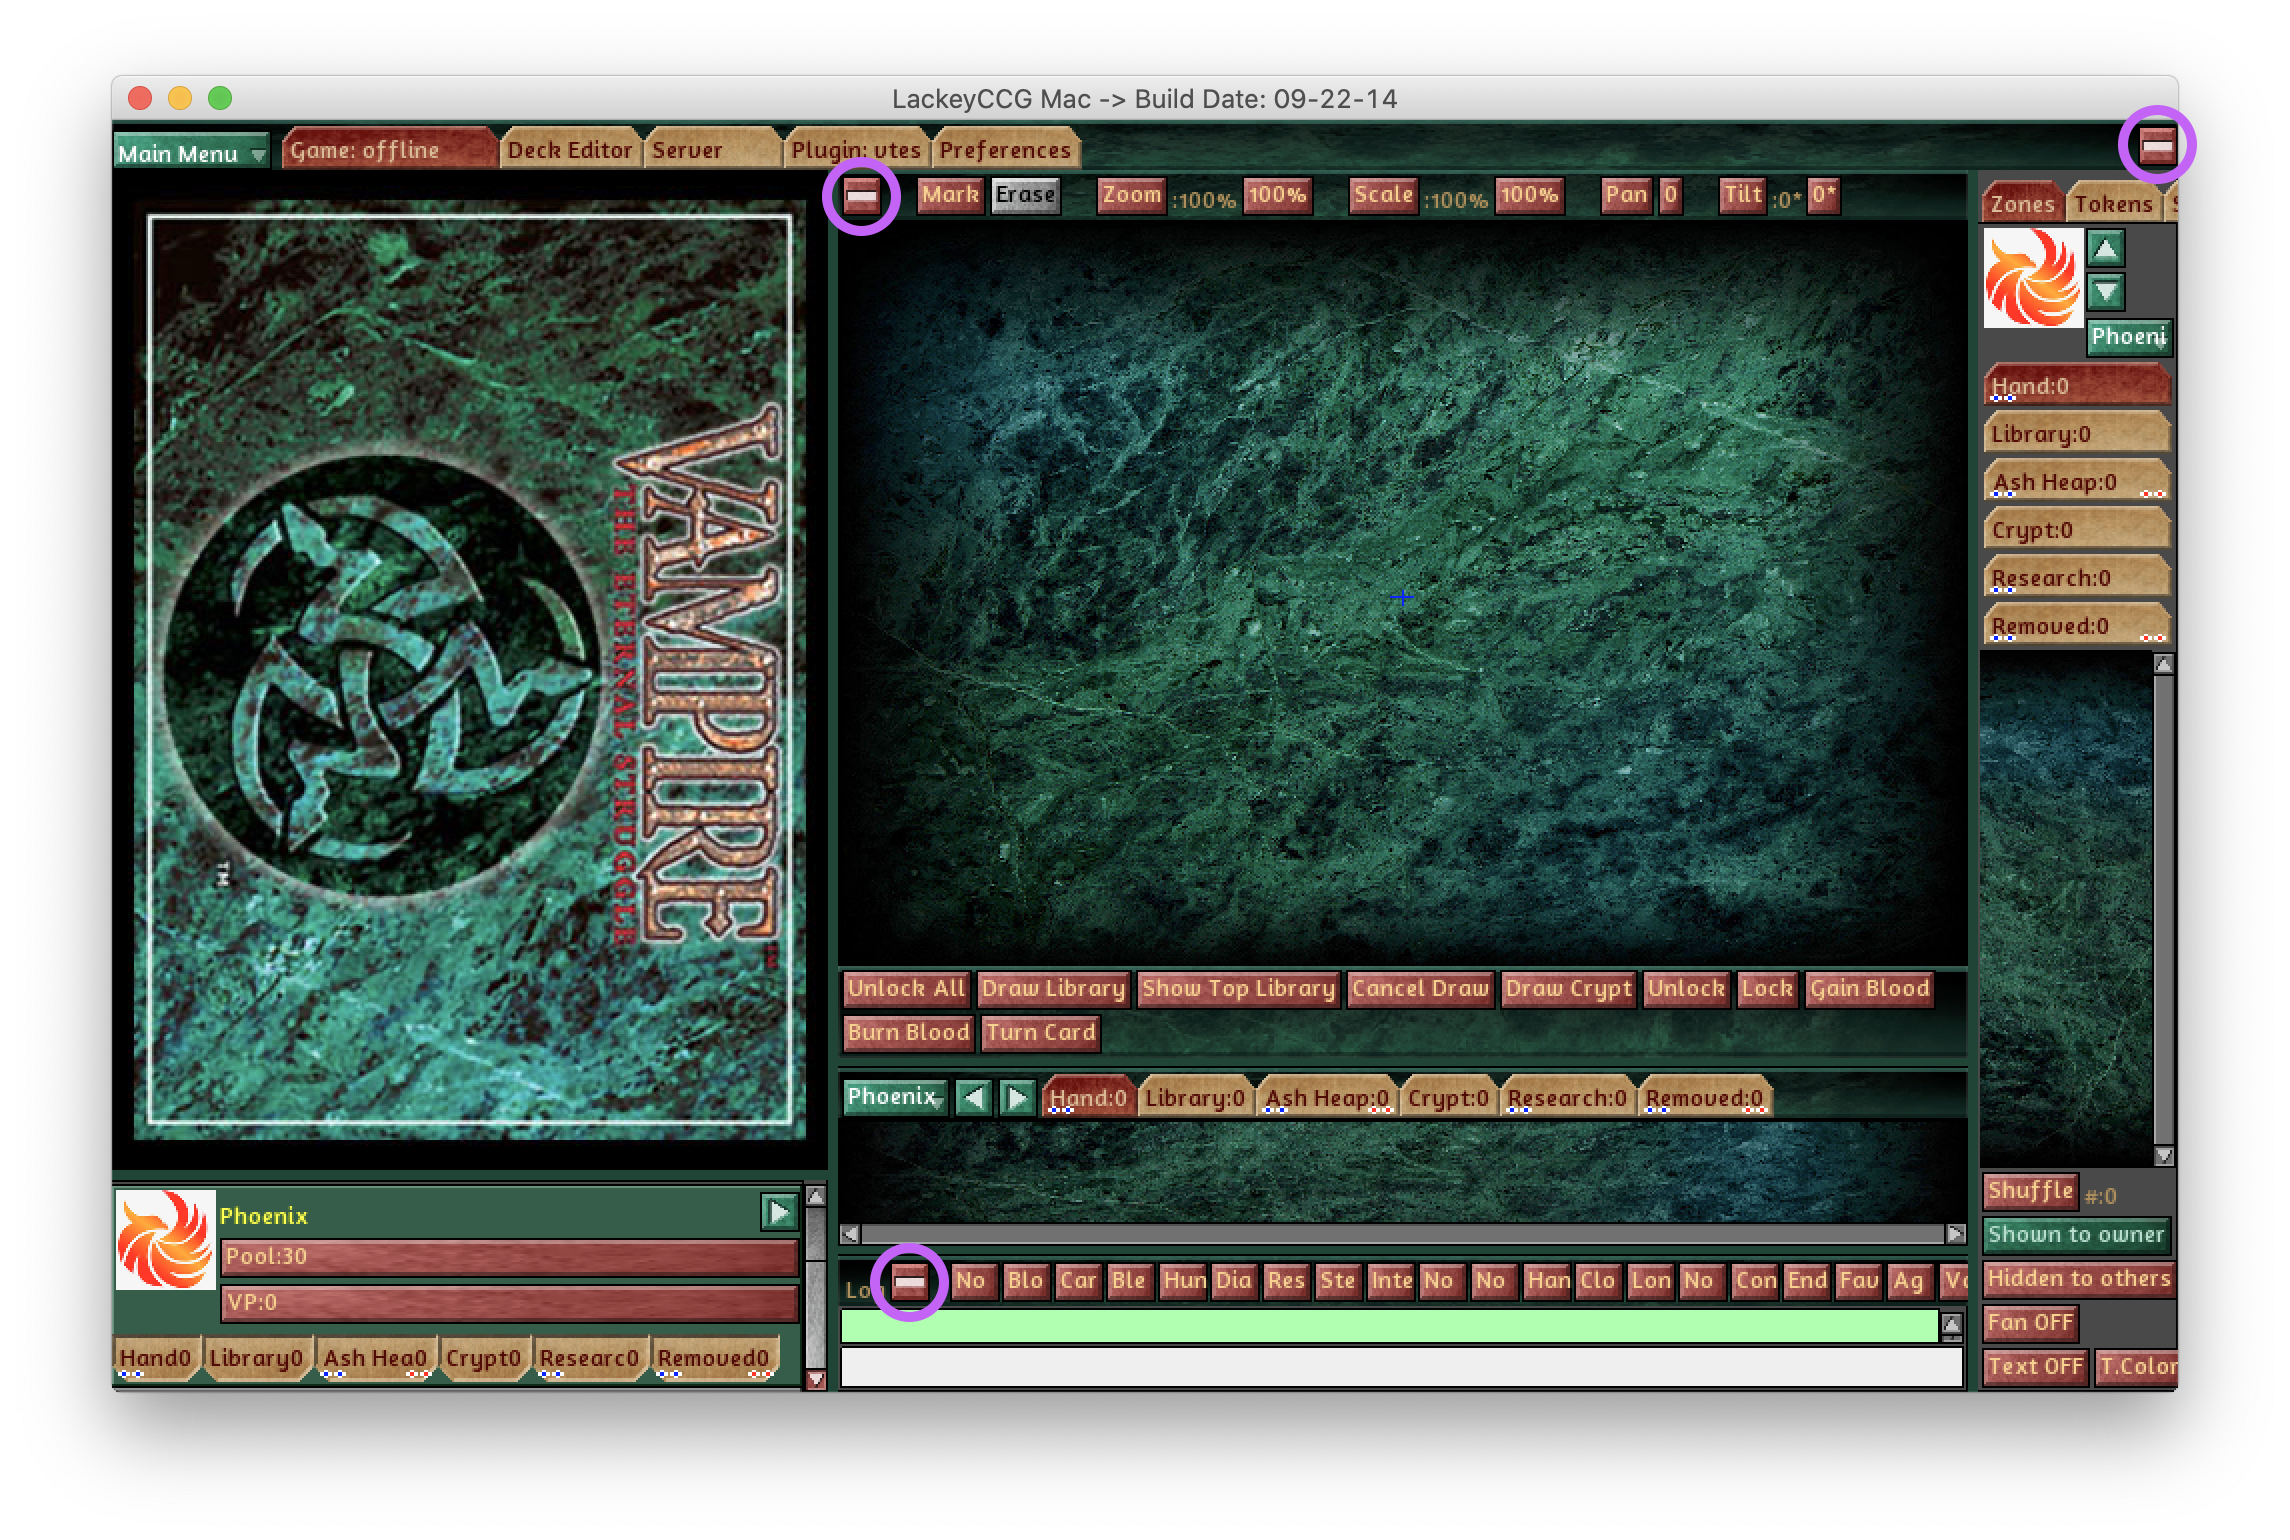 LackeyCCG Mac -> Build Date: 09-22-14
Main Menu Game: offline Deck Editor Server Plugin: vtes Preferences
Mark Erase Zoom :100% 100% Scale :100% 100% Pan 0 Tilt :0* 0*
Zones Tokens
Phoeni
Hand:0
Library:0
Ash Heap:0
Crypt:0
Research:0
Removed:0
VAMPIRE
THE ETERNAL STRUGGLE
TM
TM
Unlock All Draw Library Show Top Library Cancel Draw Draw Crypt Unlock Lock Gain Blood
Burn Blood Turn Card
Phoenix Hand:0 Library:0 Ash Heap:0 Crypt:0 Research:0 Removed:0
Phoenix
Pool:30
VP:0
Hand0 Library0 Ash Hea0 Crypt0 Researc0 Removed0
No Blo Car Ble Hun Dia Res Ste Inte No No Han Clo Lon No Con End Fav Ag
Shuffle #:0
Shown to owner
Hidden to others
Fan OFF
Text OFF T.Color